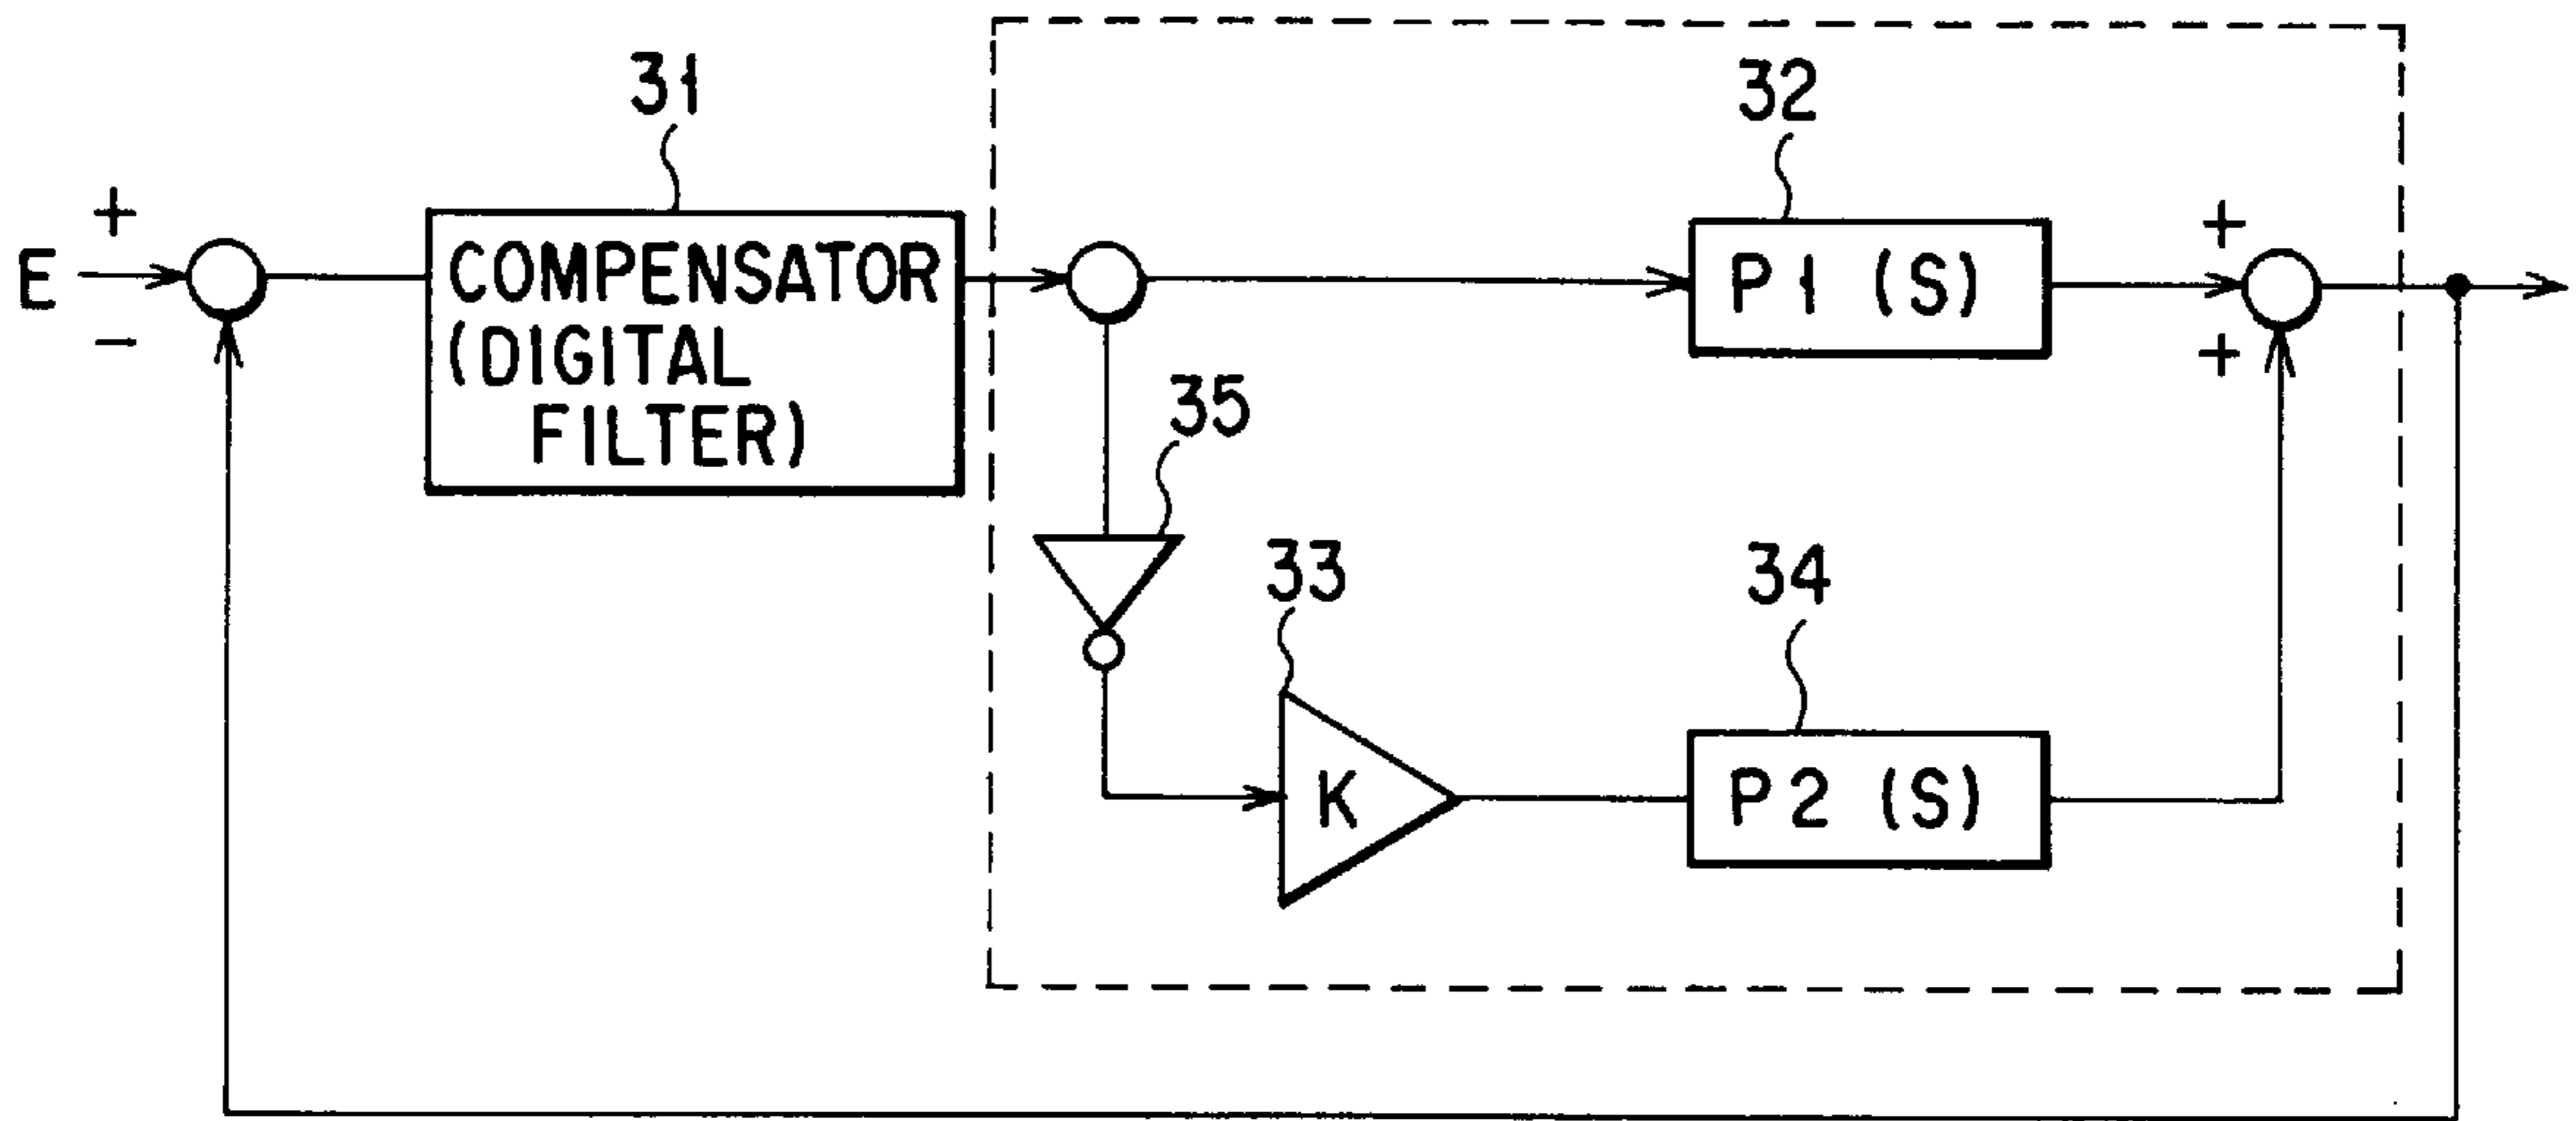 31
32
+
E
−
COMPENSATOR
(DIGITAL
FILTER)
P1 (S)
+
+
35
33
34
K
P2 (S)